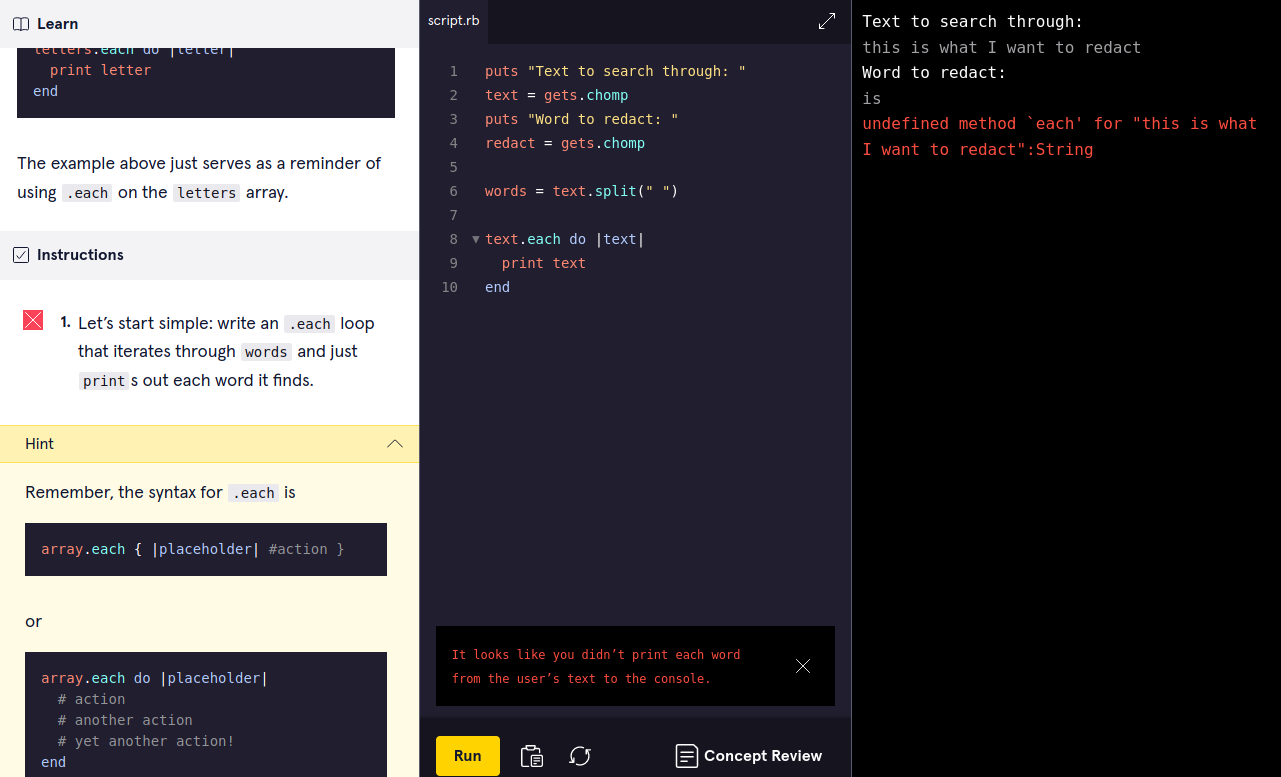 Learn
letters.each do |letter|
print letter
end
The example above just serves as a reminder of
using .each on the letters array.
Instructions
1. Let’s start simple: write an .each loop
that iterates through words and just
prints out each word it finds.
Hint
Remember, the syntax for .each is
array.each { |placeholder| #action }
or
array.each do |placeholder|
# action
# another action
# yet another action!
end
script.rb
1 puts "Text to search through: "
2 text = gets.chomp
3 puts "Word to redact: "
4 redact = gets.chomp
5
6 words = text.split(" ")
7
8 text.each do |text|
9 print text
10 end
It looks like you didn’t print each word
from the user’s text to the console.
Run
Concept Review
Text to search through:
this is what I want to redact
Word to redact:
is
undefined method `each' for "this is what
I want to redact":String